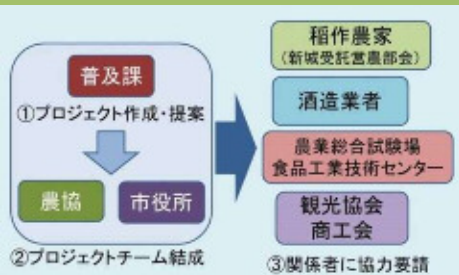 普及課
①プロジェクト作成・提案
農協
市役所
②プロジェクトチーム結成
稲作農家
（新城受託営農部会）
酒造業者
農業総合試験場
食品工業技術センター
観光協会
商工会
③関係者に協力要請